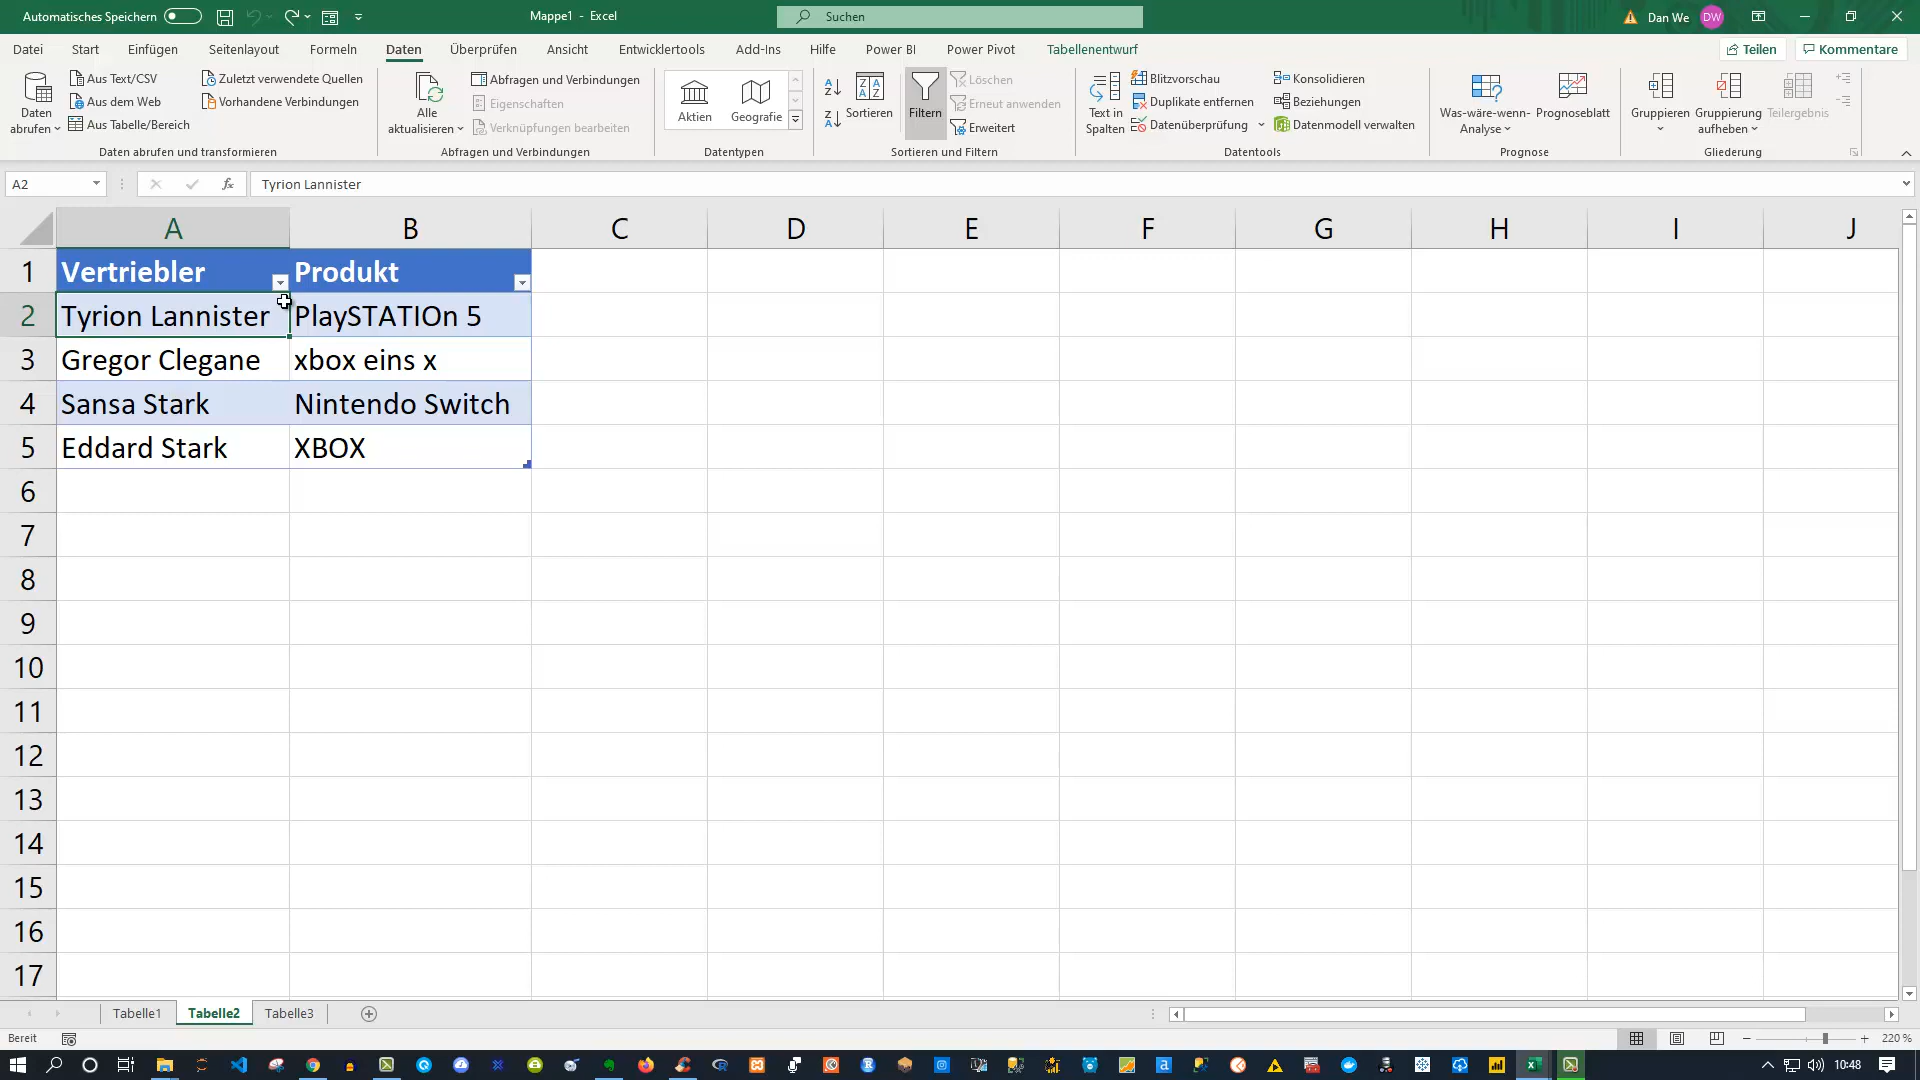 Automatisches Speichern
Mappe1 - Excel
Suchen
Dan We
DW
Datei Start Einfügen Seitenlayout Formeln Daten Überprüfen Ansicht Entwicklertools Add-Ins Hilfe Power BI Power Pivot Tabellenentwurf Teilen Kommentare
Daten abrufen
Aus Text/CSV
Aus dem Web
Aus Tabelle/Bereich
Zuletzt verwendete Quellen
Vorhandene Verbindungen
Daten abrufen und transformieren
Alle aktualisieren
Abfragen und Verbindungen
Eigenschaften
Verknüpfungen bearbeiten
Abfragen und Verbindungen
Aktien
Geografie
Datentypen
Sortieren
Filtern
Löschen
Erneut anwenden
Erweitert
Sortieren und Filtern
Text in Spalten
Blitzvorschau
Duplikate entfernen
Datenüberprüfung
Konsolidieren
Beziehungen
Datenmodell verwalten
Datentools
Was-wäre-wenn-Analyse
Prognoseblatt
Prognose
Gruppieren
Gruppierung aufheben
Teilergebnis
Gliederung
A2
fx
Tyrion Lannister
A B C D E F G H I J
1 Vertriebler Produkt
2 Tyrion Lannister PlaySTATIOn 5
3 Gregor Clegane xbox eins x
4 Sansa Stark Nintendo Switch
5 Eddard Stark XBOX
6
7
8
9
10
11
12
13
14
15
16
17
Tabelle1 Tabelle2 Tabelle3
Bereit
220 %
10:48